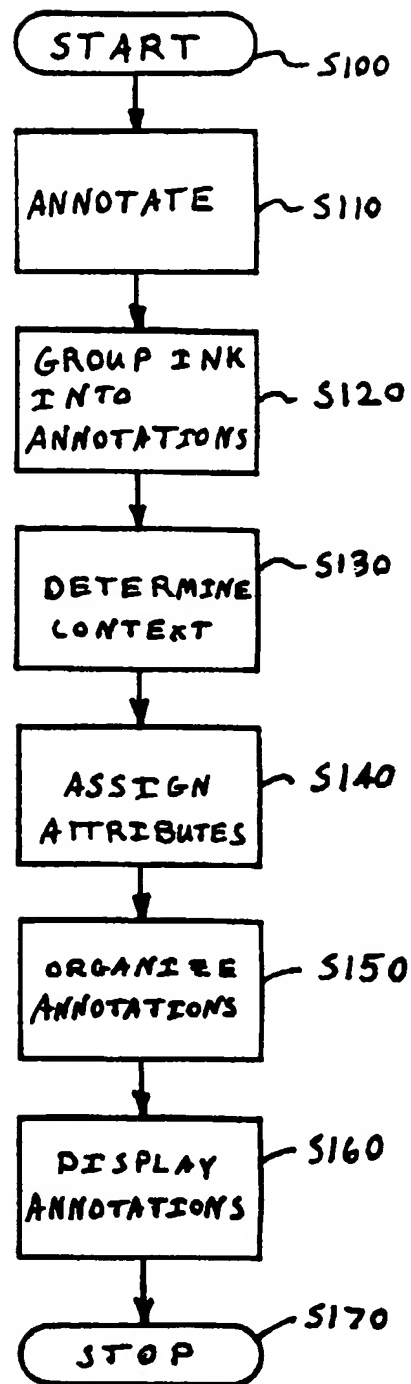 START
S100
ANNOTATE
S110
GROUP INK
INTO
ANNOTATIONS
S120
DETERMINE
CONTEXT
S130
ASSIGN
ATTRIBUTES
S140
ORGANIZE
ANNOTATIONS
S150
DISPLAY
ANNOTATIONS
S160
STOP
S170